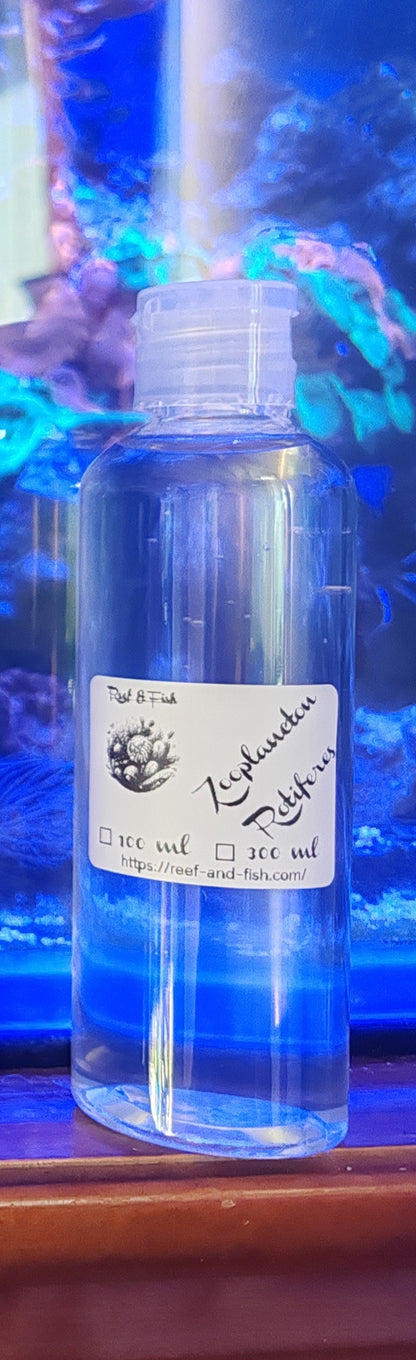 Reef & Fish
Zooplancton
Rotiferes
100 ml
300 ml
https://reef-and-fish.com/